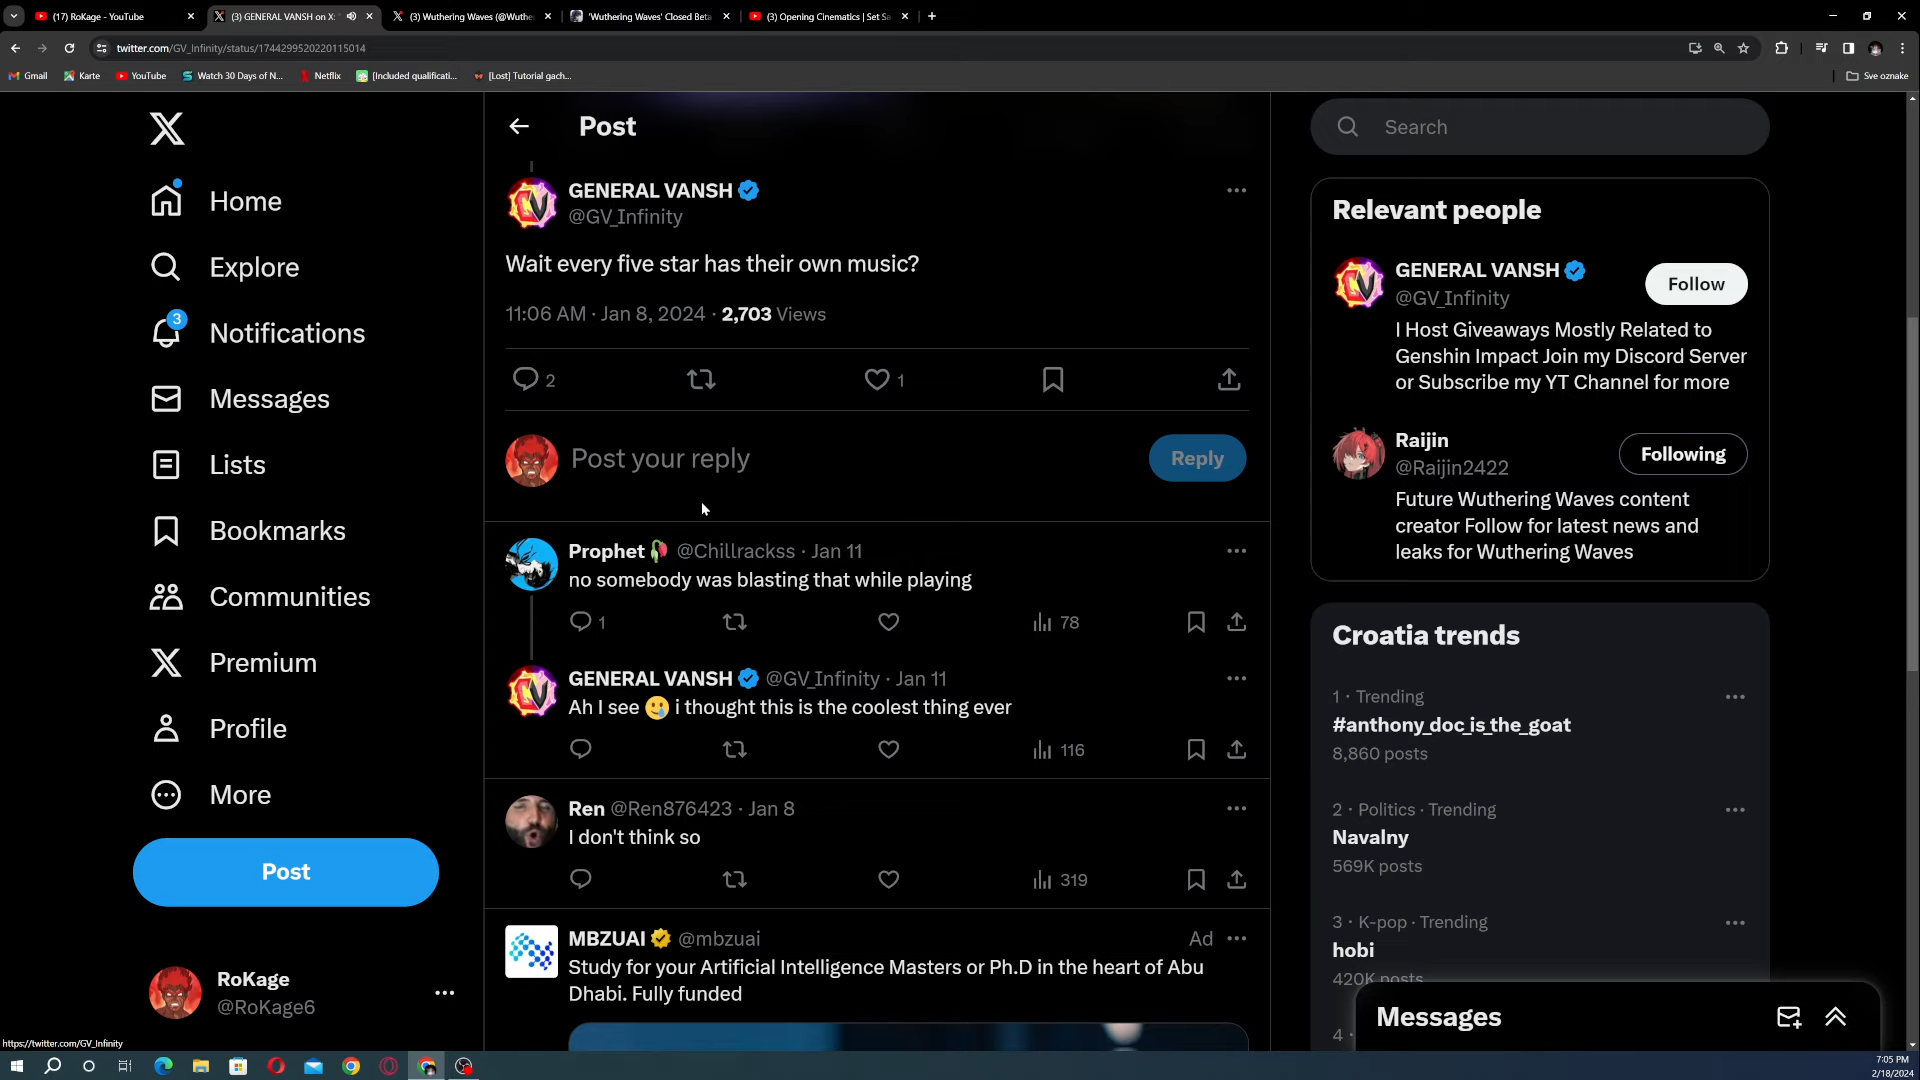 (17) RoKage - YouTube
(3) GENERAL VANSH on X: "
(3) Wuthering Waves (@Wuthe
'Wuthering Waves' Closed Beta
(3) Opening Cinematics | Set Sa
twitter.com/GV_Infinity/status/1744299520220115014
Gmail
Karte
YouTube
Watch 30 Days of N...
Netflix
[Included qualificati...
[Lost] Tutorial gach...
Sve oznake
Home
Explore
3
Notifications
Messages
Lists
Bookmarks
Communities
Premium
Profile
More
Post
RoKage
@RoKage6
https://twitter.com/GV_Infinity
Post
GENERAL VANSH
@GV_Infinity
Wait every five star has their own music?
11:06 AM · Jan 8, 2024 · 2,703 Views
2
1
Post your reply
Reply
Prophet @Chillrackss · Jan 11
no somebody was blasting that while playing
1
78
GENERAL VANSH @GV_Infinity · Jan 11
Ah I see 🥲 i thought this is the coolest thing ever
116
Ren @Ren876423 · Jan 8
I don't think so
319
MBZUAI @mbzuai
Ad
Study for your Artificial Intelligence Masters or Ph.D in the heart of Abu
Dhabi. Fully funded
Search
Relevant people
GENERAL VANSH
@GV_Infinity
Follow
I Host Giveaways Mostly Related to
Genshin Impact Join my Discord Server
or Subscribe my YT Channel for more
Raijin
@Raijin2422
Following
Future Wuthering Waves content
creator Follow for latest news and
leaks for Wuthering Waves
Croatia trends
1 · Trending
#anthony_doc_is_the_goat
8,860 posts
2 · Politics · Trending
Navalny
569K posts
3 · K-pop · Trending
hobi
420K posts
4 ·
Messages
7:05 PM
2/18/2024